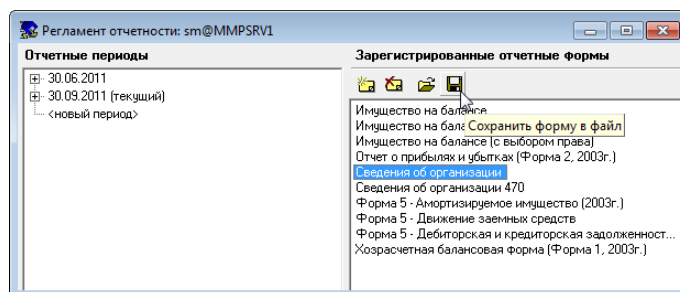 Регламент отчетности: sm@MMPSRV1
Отчетные периоды
30.06.2011
30.09.2011 (текущий)
<новый период>
Зарегистрированные отчетные формы
Имущество на балансе
Имущество на бала
Сохранить форму в файл
Имущество на балансе (с выбором права)
Отчет о прибылях и убытках (Форма 2, 2003г.)
Сведения об организации
Сведения об организации 470
Форма 5 - Амортизируемое имущество (2003г.)
Форма 5 - Движение заемных средств
Форма 5 - Дебиторская и кредиторская задолженност...
Хозрасчетная балансовая форма (Форма 1, 2003г.)